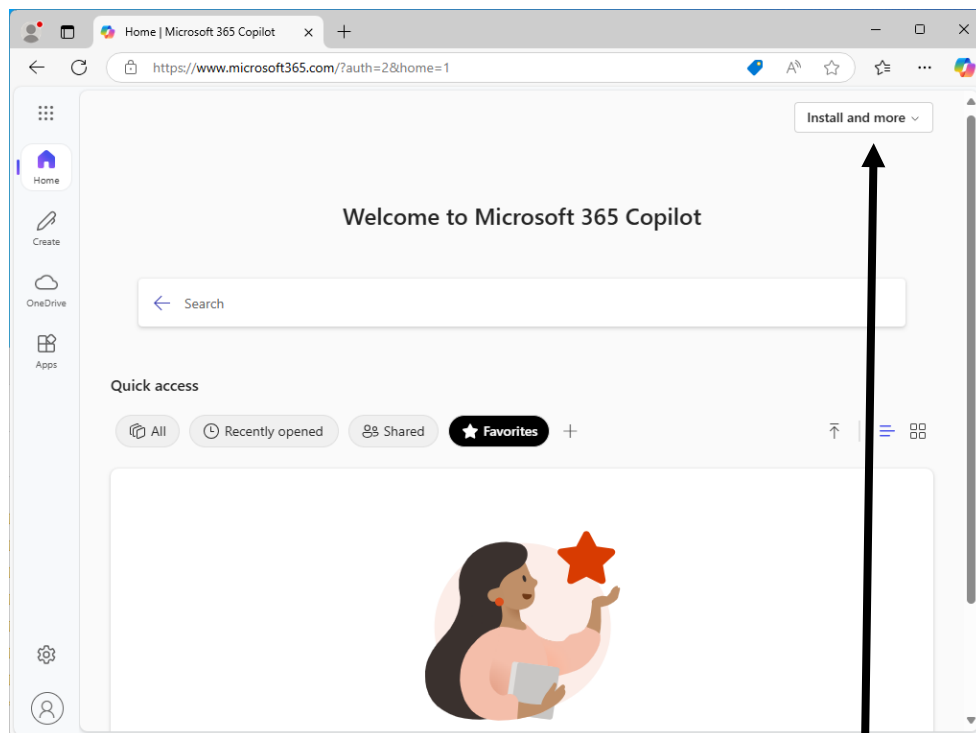 Home | Microsoft 365 Copilot
https://www.microsoft365.com/?auth=2&home=1
Install and more
Home
Create
OneDrive
Apps
Welcome to Microsoft 365 Copilot
Search
Quick access
All Recently opened Shared Favorites